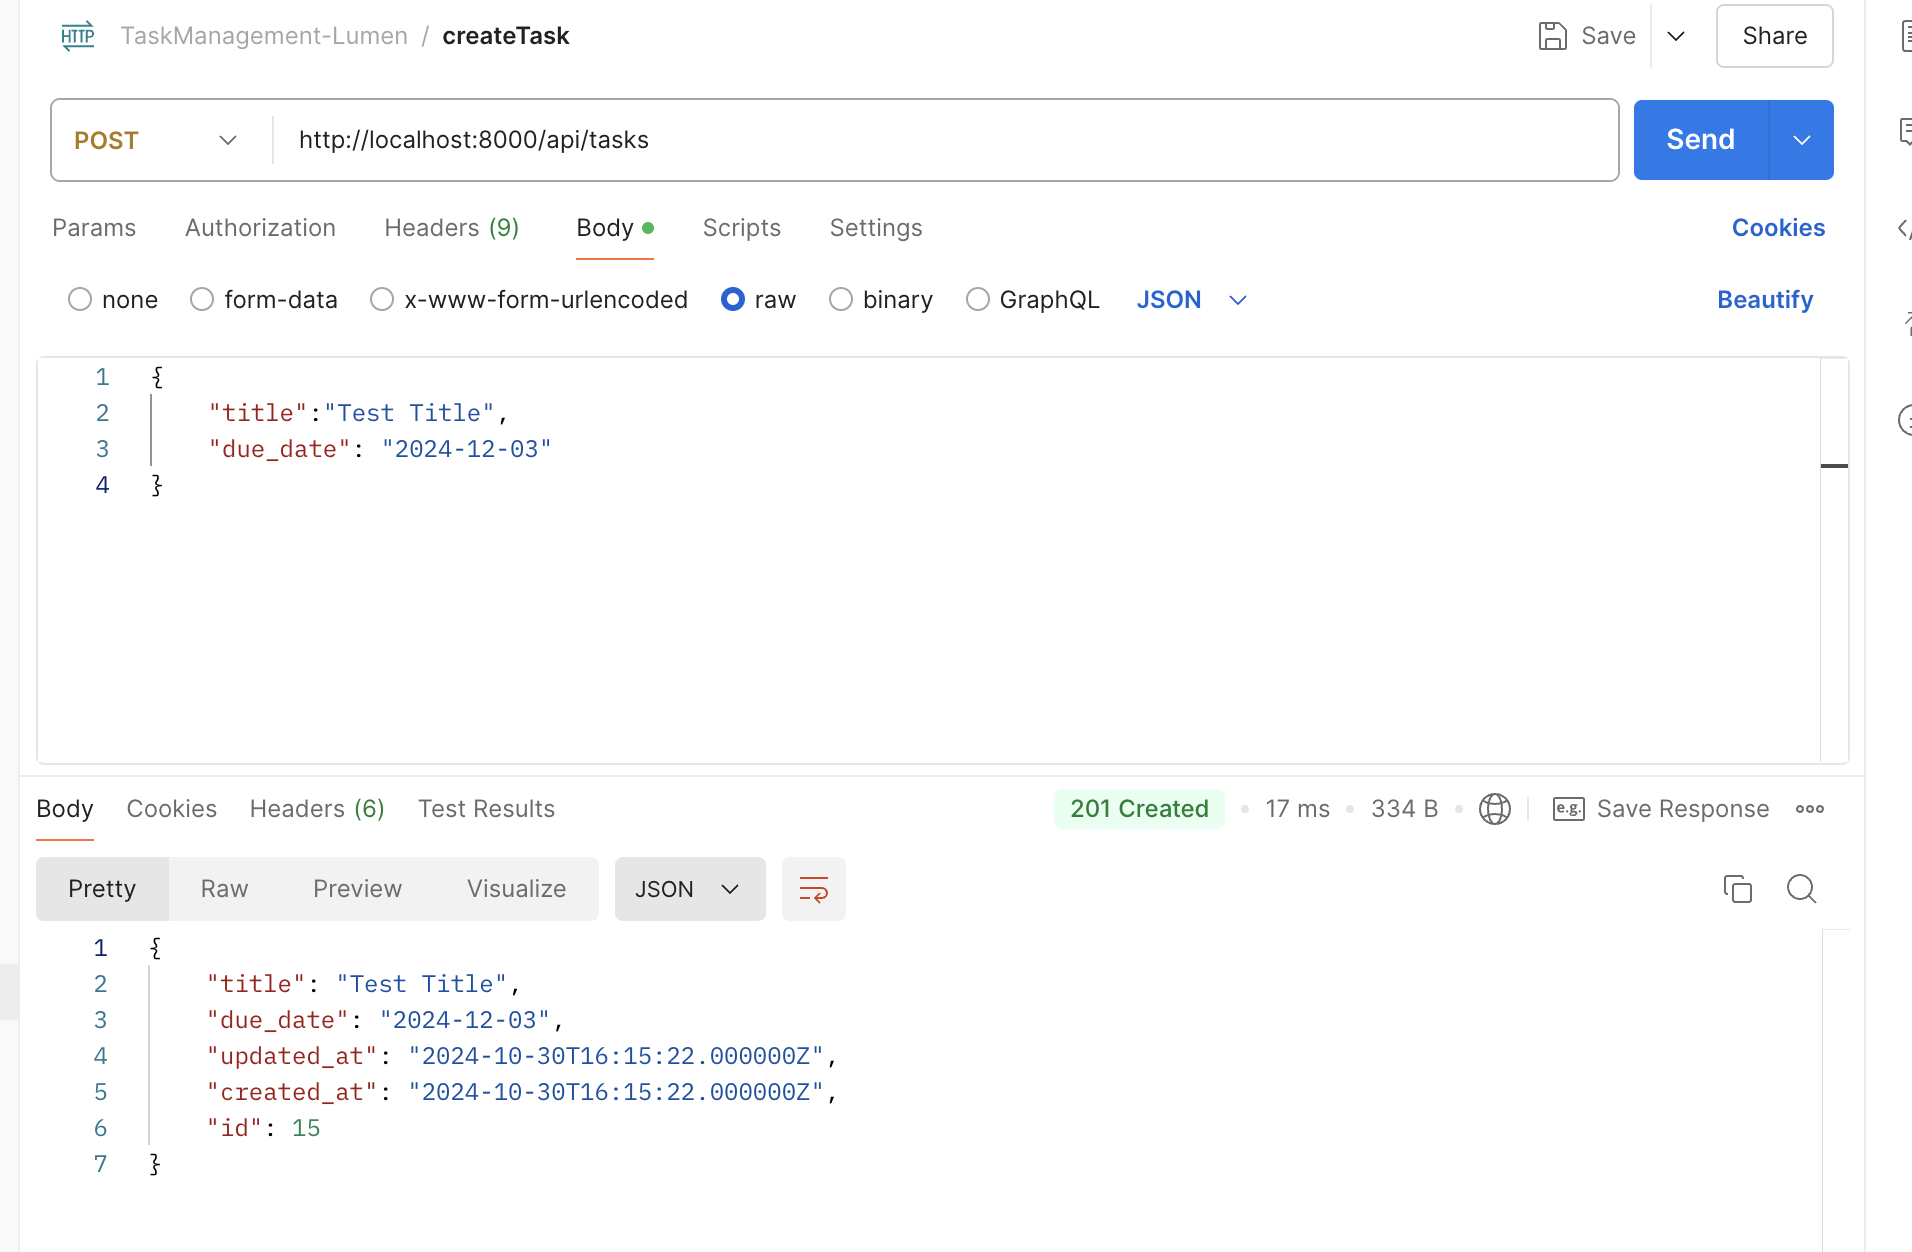 HTTP TaskManagement-Lumen / createTask Save Share
POST http://localhost:8000/api/tasks Send
Params Authorization Headers (9) Body Scripts Settings Cookies
none form-data x-www-form-urlencoded raw binary GraphQL JSON Beautify
1 {
2 "title":"Test Title",
3 "due_date": "2024-12-03"
4 }
Body Cookies Headers (6) Test Results 201 Created 17 ms 334 B e.g. Save Response
Pretty Raw Preview Visualize JSON
1 {
2 "title": "Test Title",
3 "due_date": "2024-12-03",
4 "updated_at": "2024-10-30T16:15:22.000000Z",
5 "created_at": "2024-10-30T16:15:22.000000Z",
6 "id": 15
7 }